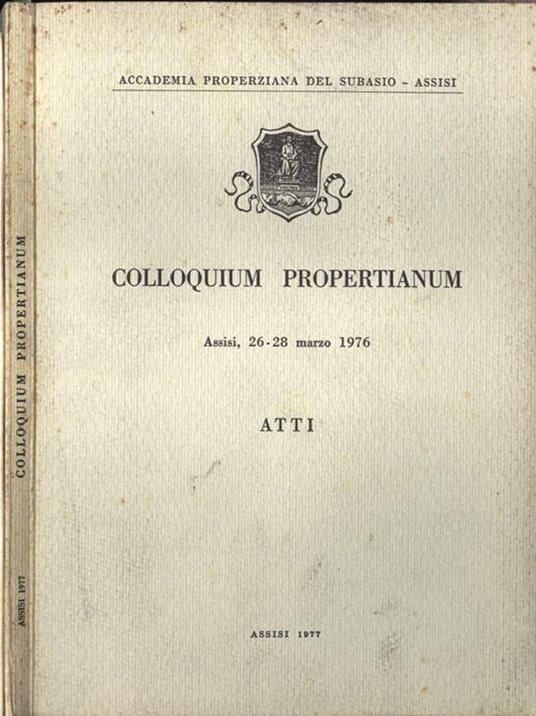 COLLOQUIUM PROPERTIANUM
ASSISI 1977
ACCADEMIA PROPERZIANA DEL SUBASIO - ASSISI
COLLOQUIUM PROPERTIANUM
Assisi, 26-28 marzo 1976
ATTI
ASSISI 1977